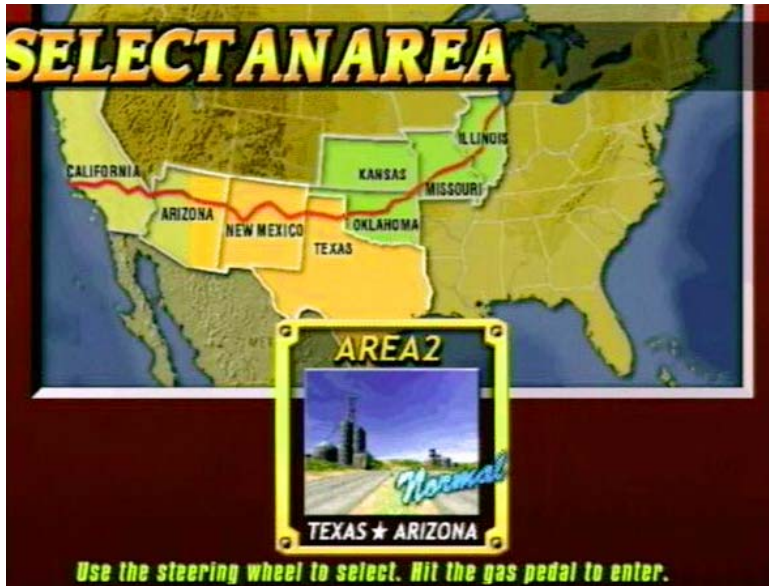 SELECT AN AREA
ILLINOIS
CALIFORNIA
KANSAS
MISSOURI
ARIZONA
NEW MEXICO
OKLAHOMA
TEXAS
AREA2
Normal
TEXAS ★ ARIZONA
Use the steering wheel to select. Hit the gas pedal to enter.